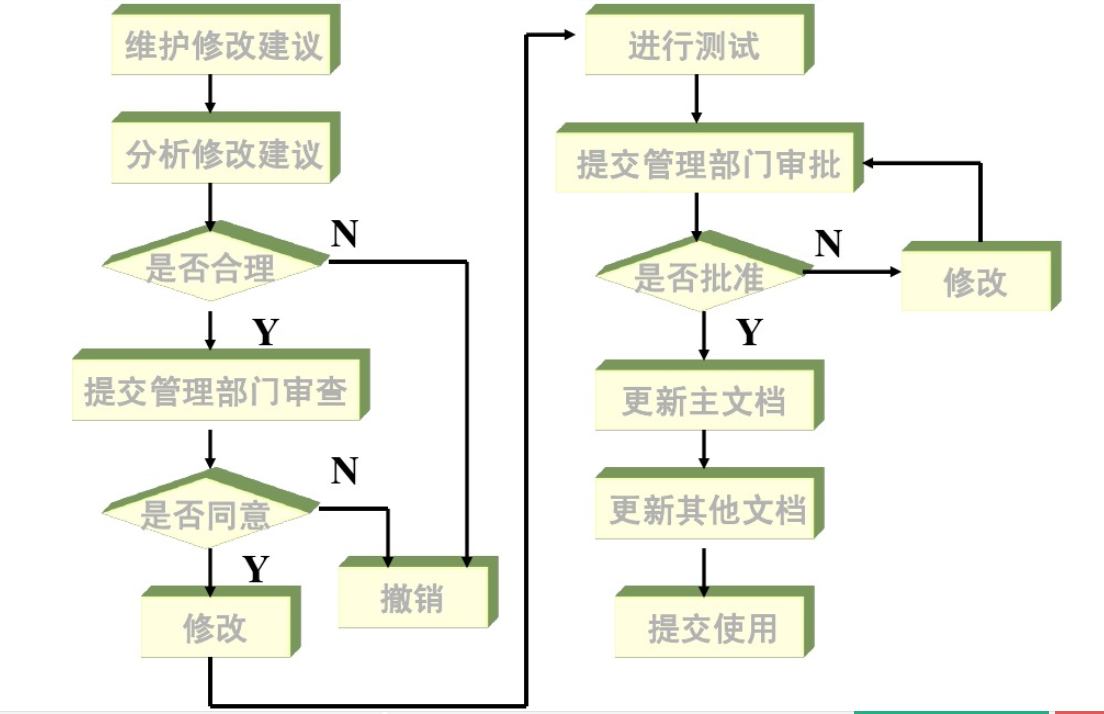 维护修改建议
分析修改建议
是否合理
N
Y
提交管理部门审查
是否同意
N
Y
撤销
修改
进行测试
提交管理部门审批
是否批准
N
修改
Y
更新主文档
更新其他文档
提交使用